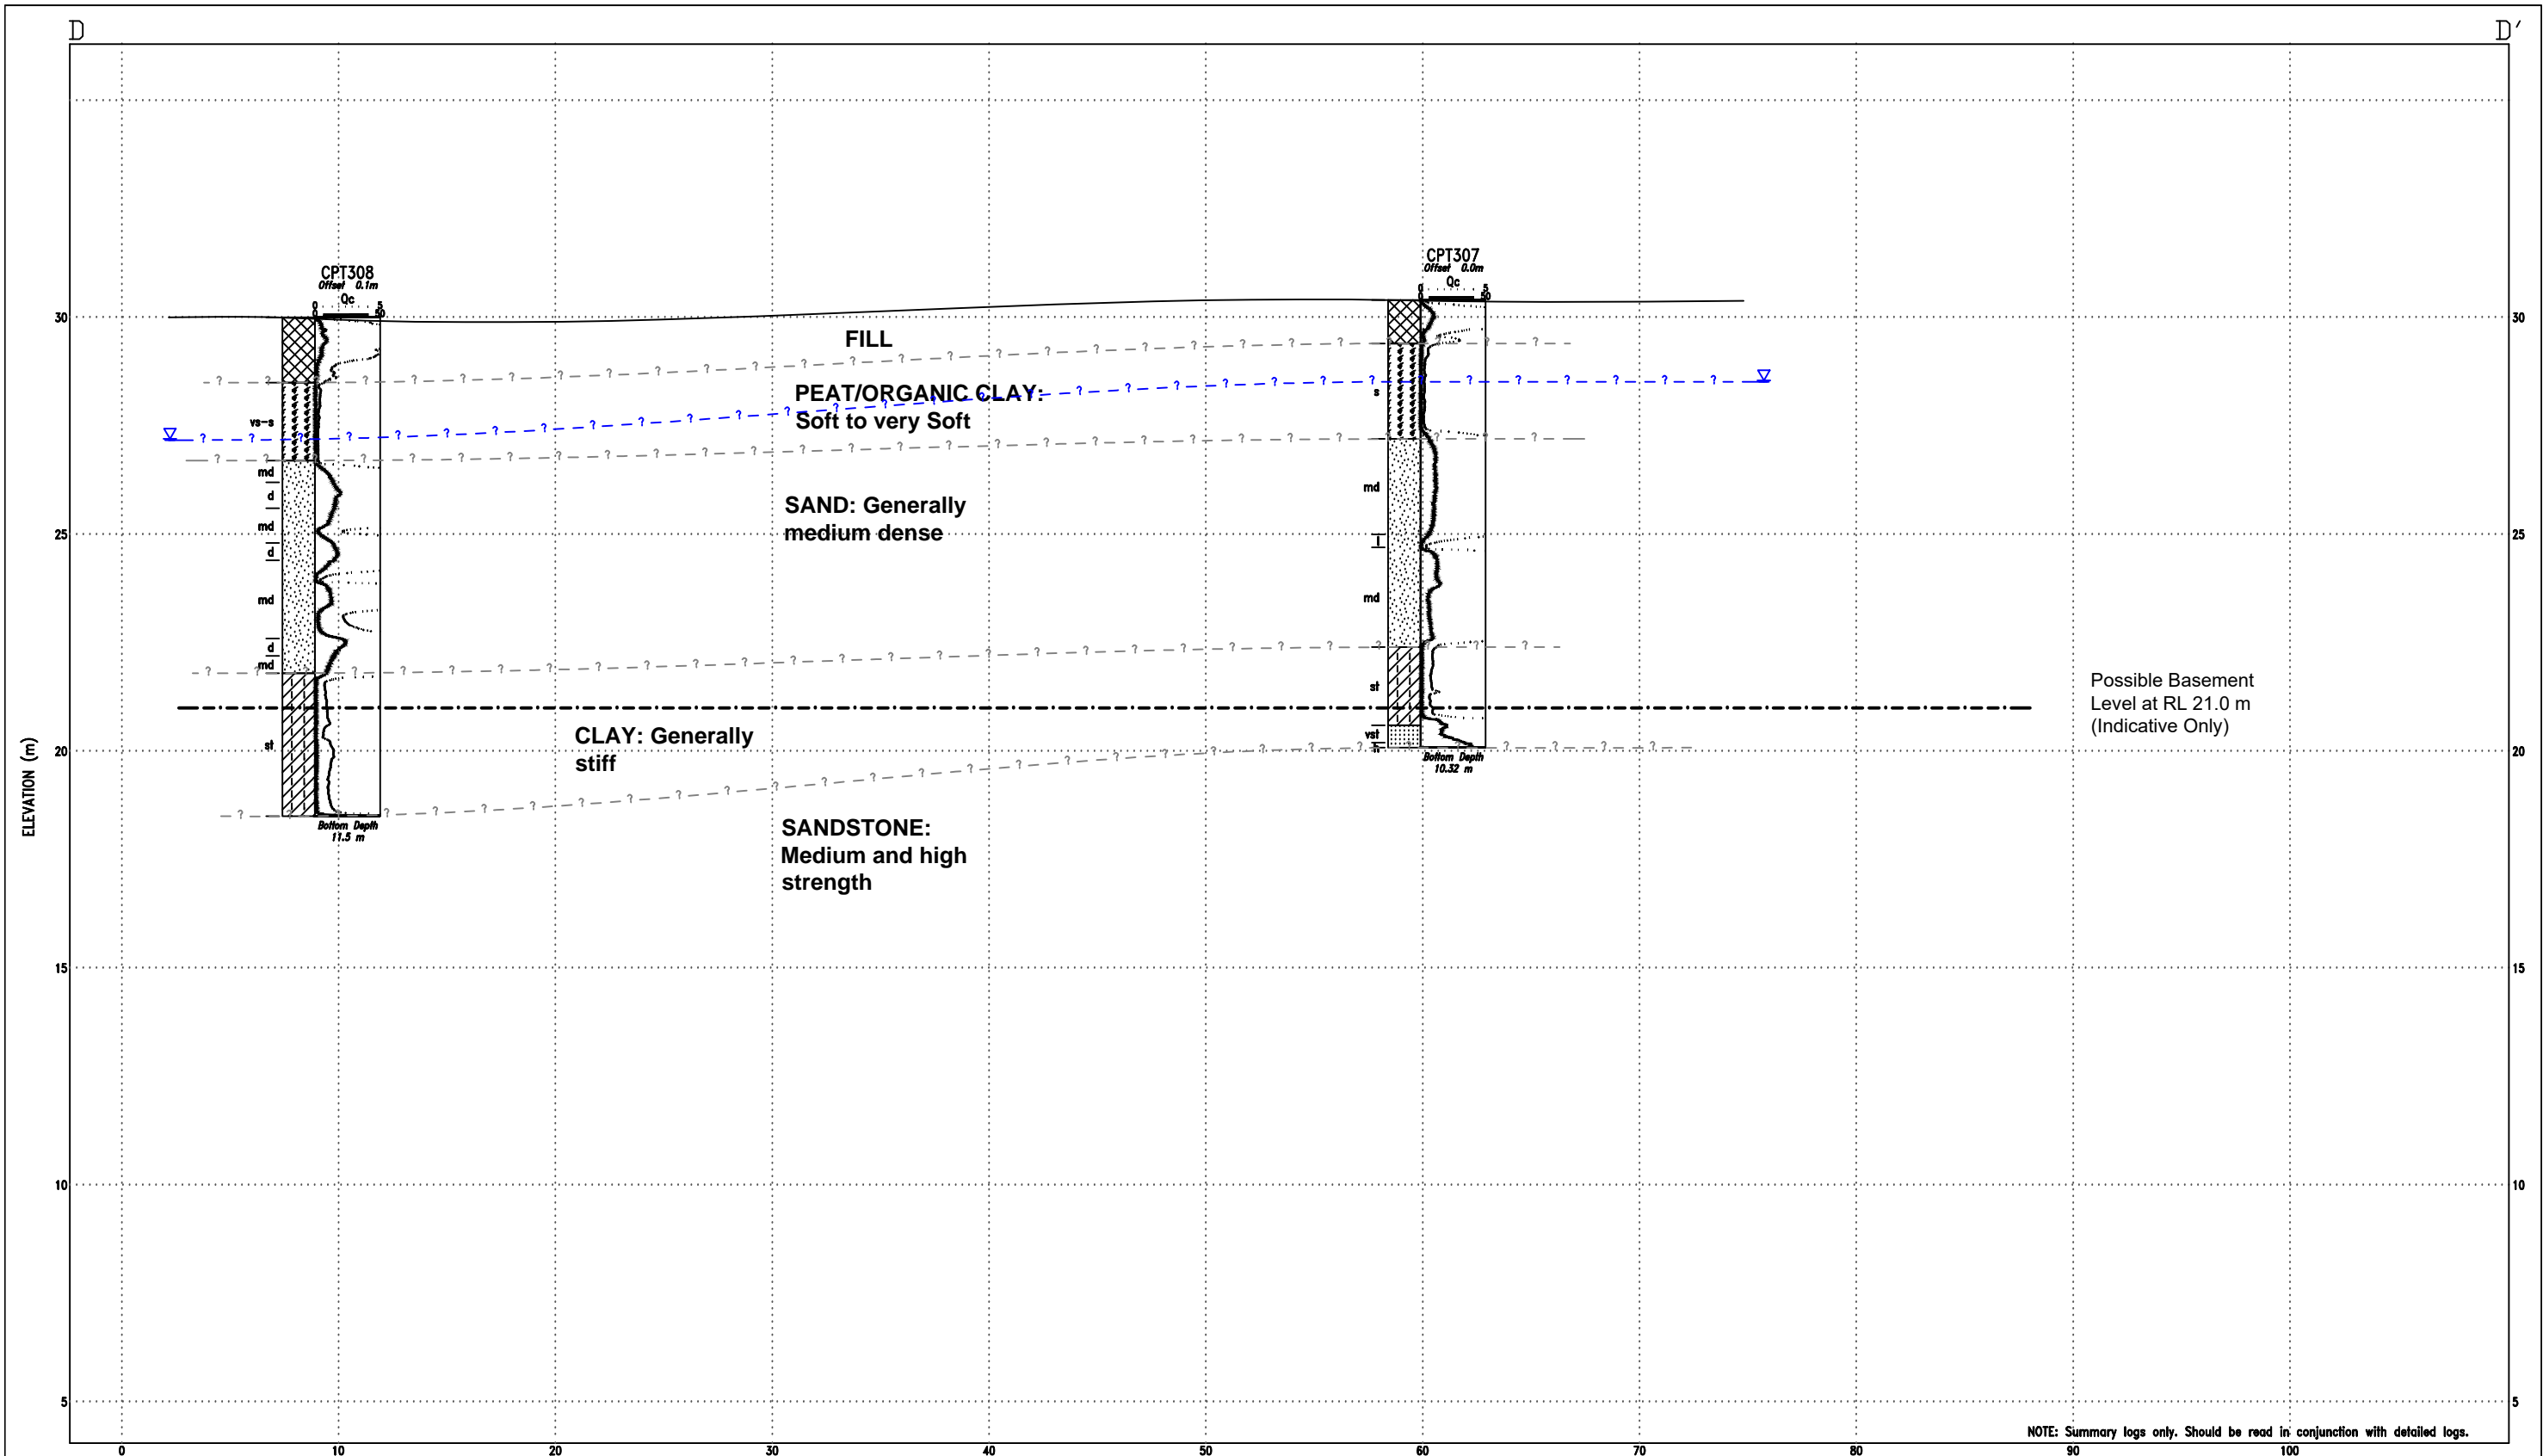 D
D'
CPT308
Offset 0.1m
Qc
0 5
0 50
CPT307
Offset 0.0m
Qc
0 5
0 50
30
30
FILL
PEAT/ORGANIC CLAY:
Soft to very Soft
vs-s
s
md
d
md
d
md
d
md
st
SAND: Generally
medium dense
md
l
md
st
vst
h
25
25
Possible Basement
Level at RL 21.0 m
(Indicative Only)
CLAY: Generally
stiff
20
20
ELEVATION (m)
Bottom Depth
10.32 m
Bottom Depth
11.5 m
SANDSTONE:
Medium and high
strength
15
15
10
10
5
5
NOTE: Summary logs only. Should be read in conjunction with detailed logs.
0 10 20 30 40 50 60 70 80 90 100